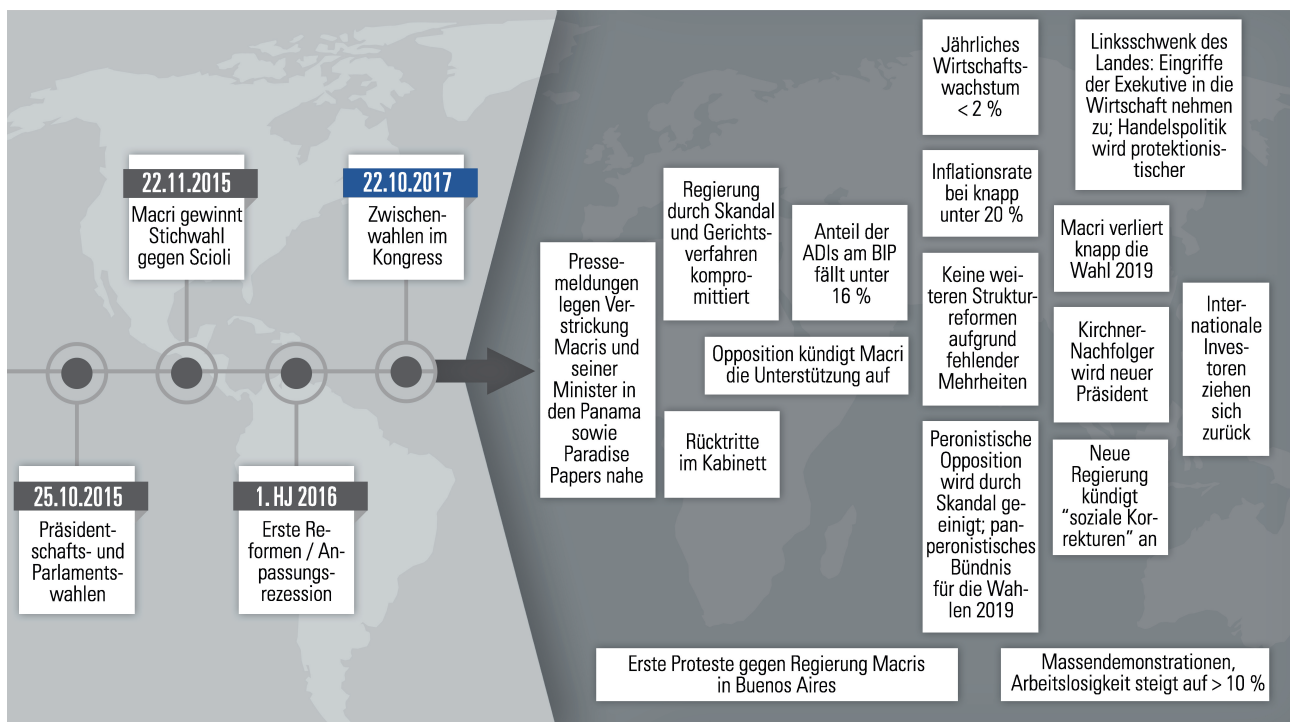 22.11.2015
Macri gewinnt
Stichwahl
gegen Scioli
22.10.2017
Zwischen-
wahlen im
Kongress
25.10.2015
Präsident-
schafts- und
Parlaments-
wahlen
1. HJ 2016
Erste Re-
formen / An-
passungs-
rezession
Presse-
meldungen
legen Ver-
strickung
Macris und
seiner
Minister in
den Panama
sowie
Paradise
Papers nahe
Regierung
durch Skandal
und Gerichts-
verfahren
kompro-
mittiert
Anteil der
ADIs am BIP
fällt unter
16 %
Opposition kündigt Macri
die Unterstützung auf
Rücktritte
im Kabinett
Jährliches
Wirtschafts-
wachstum
< 2 %
Inflationsrate
bei knapp
unter 20 %
Keine wei-
teren Struktur-
reformen
aufgrund
fehlender
Mehrheiten
Peronistische
Opposition
wird durch
Skandal ge-
einigt; pan-
peronistisches
Bündnis
für die Wah-
len 2019
Linksschwenk des
Landes: Eingriffe
der Exekutive in die
Wirtschaft nehmen
zu; Handelspolitik
wird protektionis-
tischer
Macri verliert
knapp die
Wahl 2019
Kirchner-
Nachfolger
wird neuer
Präsident
Neue
Regierung
kündigt
“soziale Kor-
rekturen” an
Inter-
nationale
Inves-
toren
ziehen
sich
zurück
Erste Proteste gegen Regierung Macris
in Buenos Aires
Massendemonstrationen,
Arbeitslosigkeit steigt auf > 10 %